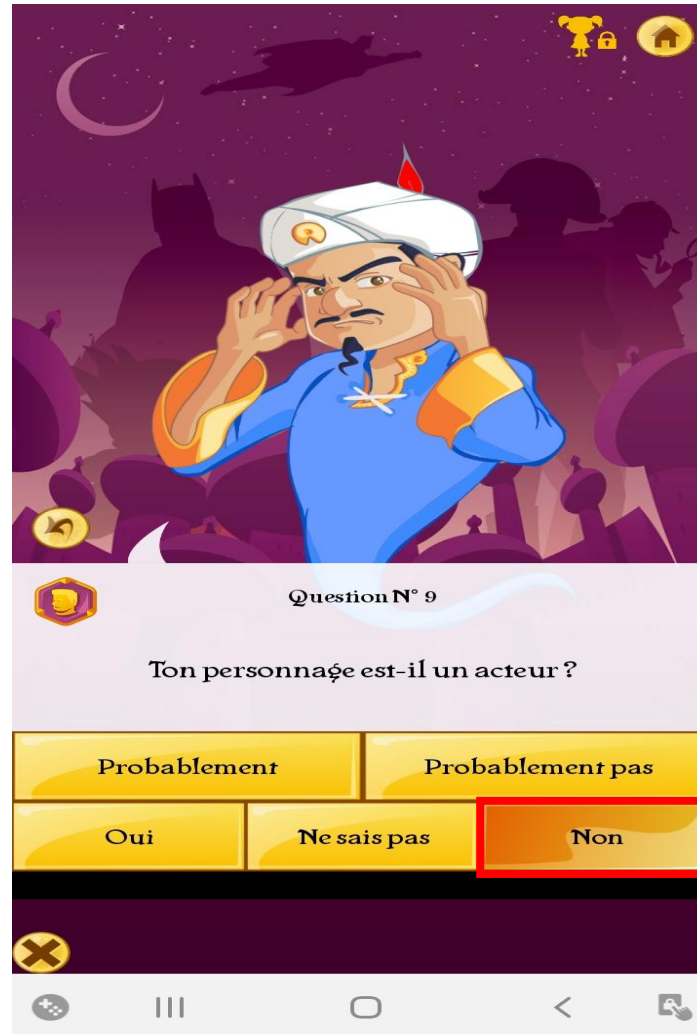 Question N° 9
Ton personnage est-il un acteur ?
Probablement
Probablement pas
Oui
Ne sais pas
Non